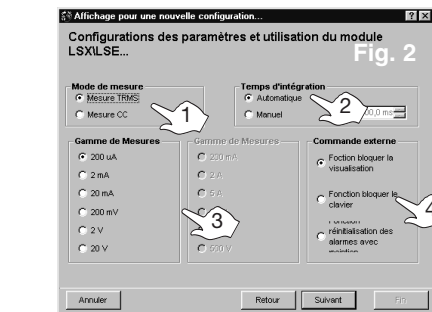 Affichage pour une nouvelle configuration...
Configurations des paramètres et utilisation du module
LSX\LSE...
Fig. 2
Mode de mesure
Mesure TRMS
Mesure CC
1
Temps d'intégration
Automatique
Manuel
2
00,0 ms
Gamme de Mesures
200 uA
2 mA
20 mA
200 mV
2 V
20 V
3
Gamme de Mesures
200 mA
2 A
5 A
500 V
Commande externe
Foction bloquer la
visualisation
Fonction bloquer le
clavier
4
Fonction
réinitialisation des
alarmes avec
Annuler
Retour
Suivant
Fin